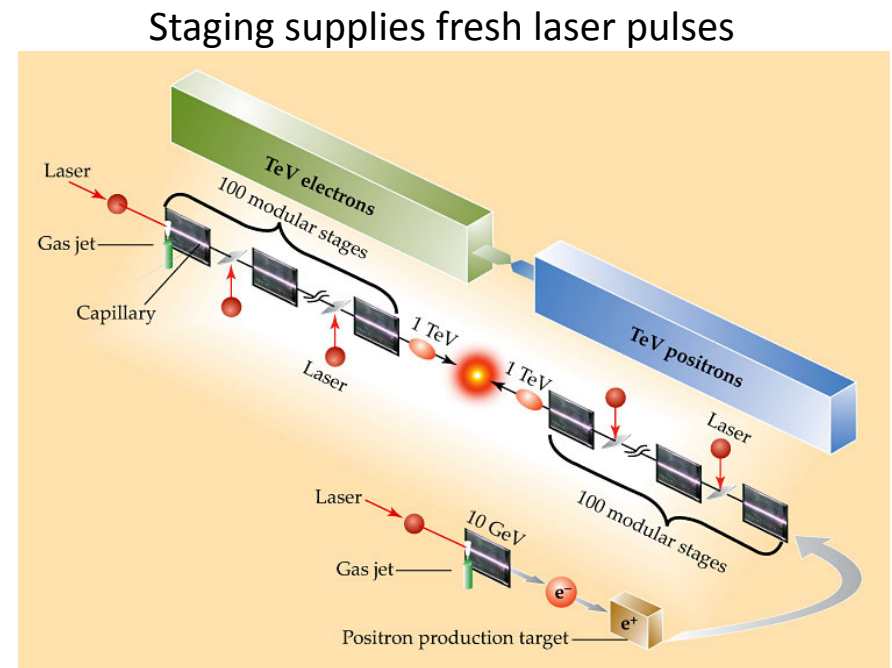 Staging supplies fresh laser pulses
TeV electrons
Laser
100 modular stages
Gas jet
Capillary
TeV positrons
1 TeV
Laser
1 TeV
Laser
100 modular stages
Laser
10 GeV
Gas jet
e⁻
e⁺
Positron production target